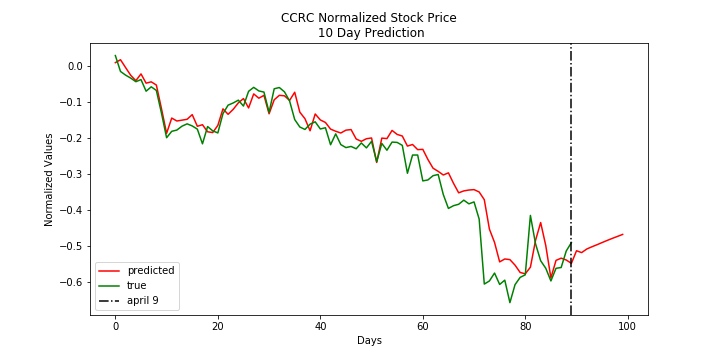 CCRC Normalized Stock Price
10 Day Prediction
0.0
−0.1
−0.2
−0.3
−0.4
−0.5
−0.6
Normalized Values
predicted
true
april 9
0 20 40 60 80 100
Days